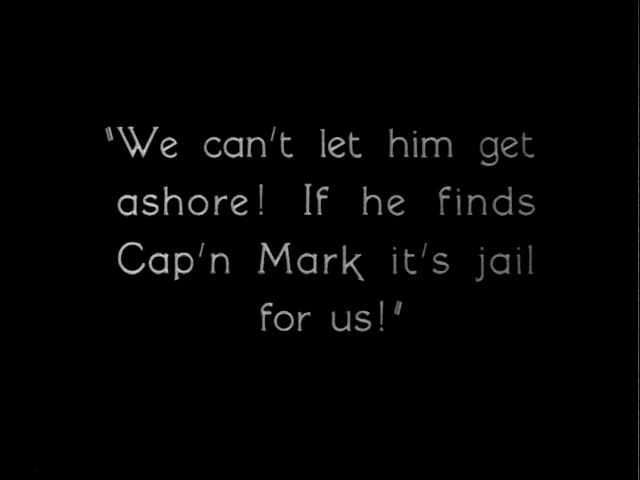 "We can't let him get
ashore! If he finds
Cap'n Mark it's jail
for us!"